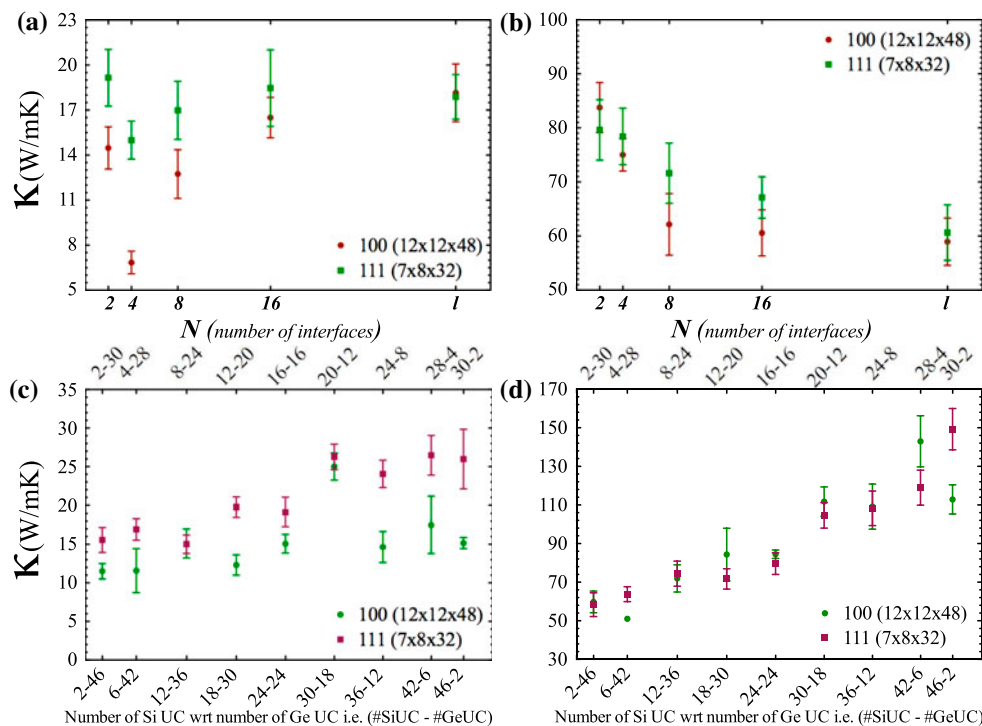 (a)
23
20
17
14
11
8
5
K(W/mK)
100 (12x12x48)
111 (7x8x32)
2 4 8 16 l
N (number of interfaces)
(b)
100
90
80
70
60
50
100 (12x12x48)
111 (7x8x32)
2 4 8 16 l
N (number of interfaces)
2-30 4-28 8-24 12-20 16-16 20-12 24-8 28-4 30-2
(c)
35
30
25
20
15
10
5
0
K(W/mK)
100 (12x12x48)
111 (7x8x32)
2-46 6-42 12-36 18-30 24-24 30-18 36-12 42-6 46-2
Number of Si UC wrt number of Ge UC i.e. (#SiUC - #GeUC)
2-30 4-28 8-24 12-20 16-16 20-12 24-8 28-4 30-2
(d)
170
150
130
110
90
70
50
30
100 (12x12x48)
111 (7x8x32)
2-46 6-42 12-36 18-30 24-24 30-18 36-12 42-6 46-2
Number of Si UC wrt number of Ge UC i.e. (#SiUC - #GeUC)